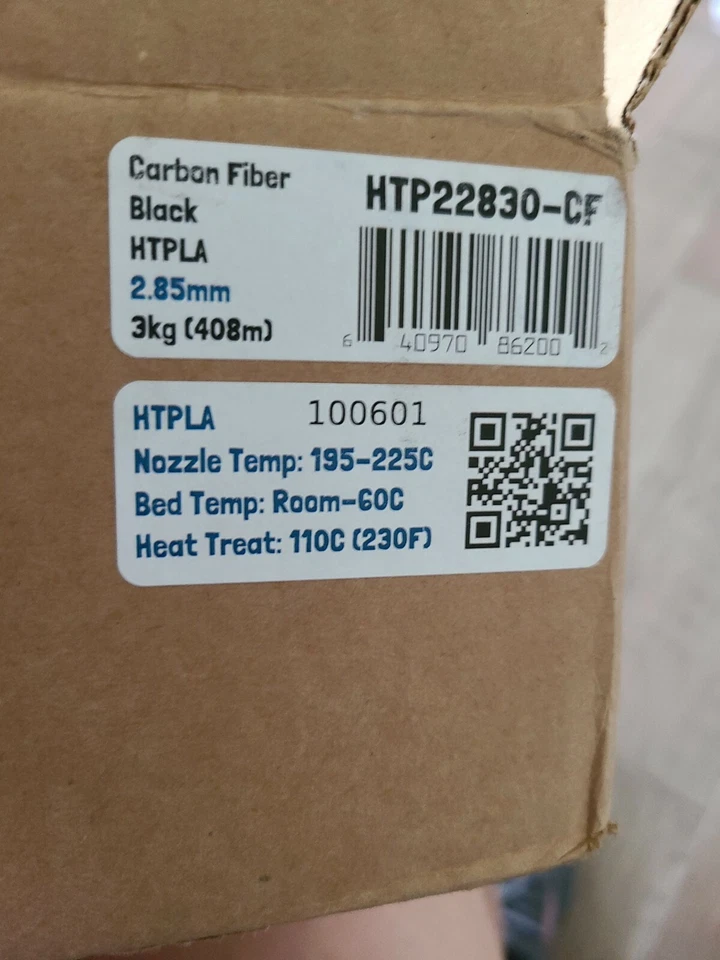 Carbon Fiber
Black
HTPLA
2.85mm
3kg (408m)
HTP22830-CF
6 40970 86200 2
HTPLA 100601
Nozzle Temp: 195-225C
Bed Temp: Room-60C
Heat Treat: 110C (230F)